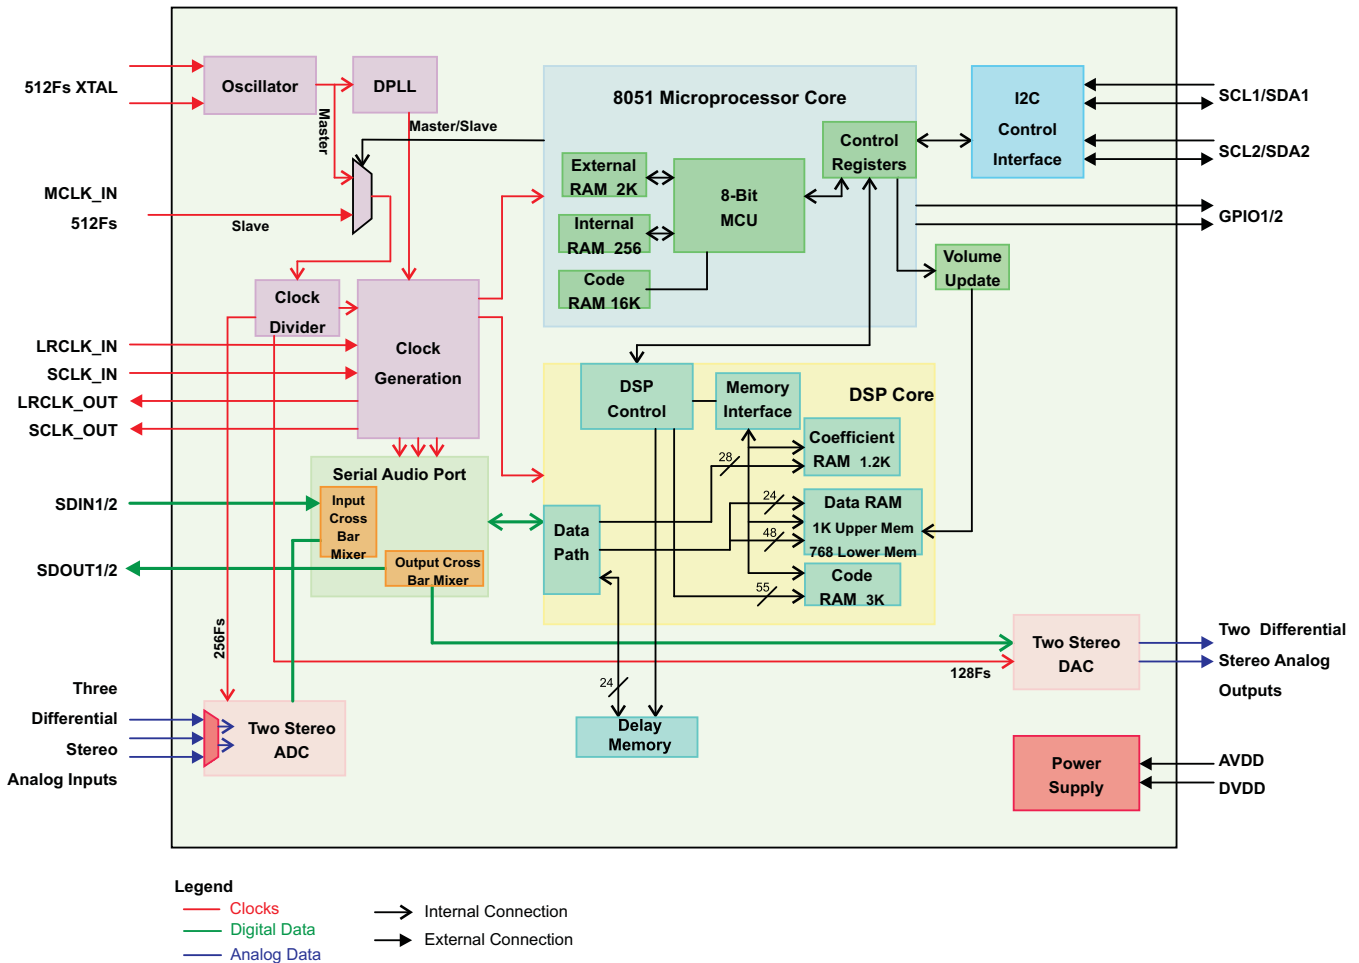 512Fs XTAL
Oscillator
DPLL
Master
Master/Slave
MCLK_IN
512Fs
Slave
8051 Microprocessor Core
External
RAM 2K
Internal
RAM 256
Code
RAM 16K
8-Bit
MCU
Control
Registers
I2C
Control
Interface
SCL1/SDA1
SCL2/SDA2
GPIO1/2
Volume
Update
Clock
Divider
Clock
Generation
LRCLK_IN
SCLK_IN
LRCLK_OUT
SCLK_OUT
DSP
Control
Memory
Interface
DSP Core
Coefficient
RAM 1.2K
28
Data RAM
1K Upper Mem
768 Lower Mem
24
48
Code
RAM 3K
55
Data
Path
Serial Audio Port
Input
Cross
Bar
Mixer
Output Cross
Bar Mixer
SDIN1/2
SDOUT1/2
256Fs
128Fs
24
Delay
Memory
Two Stereo
DAC
Two Differential
Stereo Analog
Outputs
Three
Differential
Stereo
Analog Inputs
Two Stereo
ADC
Power
Supply
AVDD
DVDD
Legend
Clocks
Digital Data
Analog Data
Internal Connection
External Connection